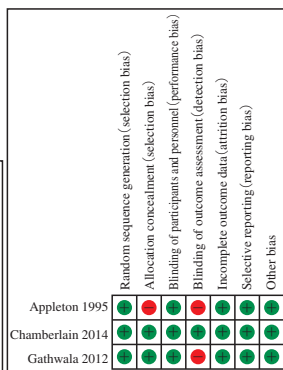 Random sequence generation (selection bias)
Allocation concealment (selection bias)
Blinding of participants and personnel (performance bias)
Blinding of outcome assessment (detection bias)
Incomplete outcome data (attrition bias)
Selective reporting (reporting bias)
Other bias
Appleton 1995 + − + − + + +
Chamberlain 2014 + + + + + + +
Gathwala 2012 + + + − + + +